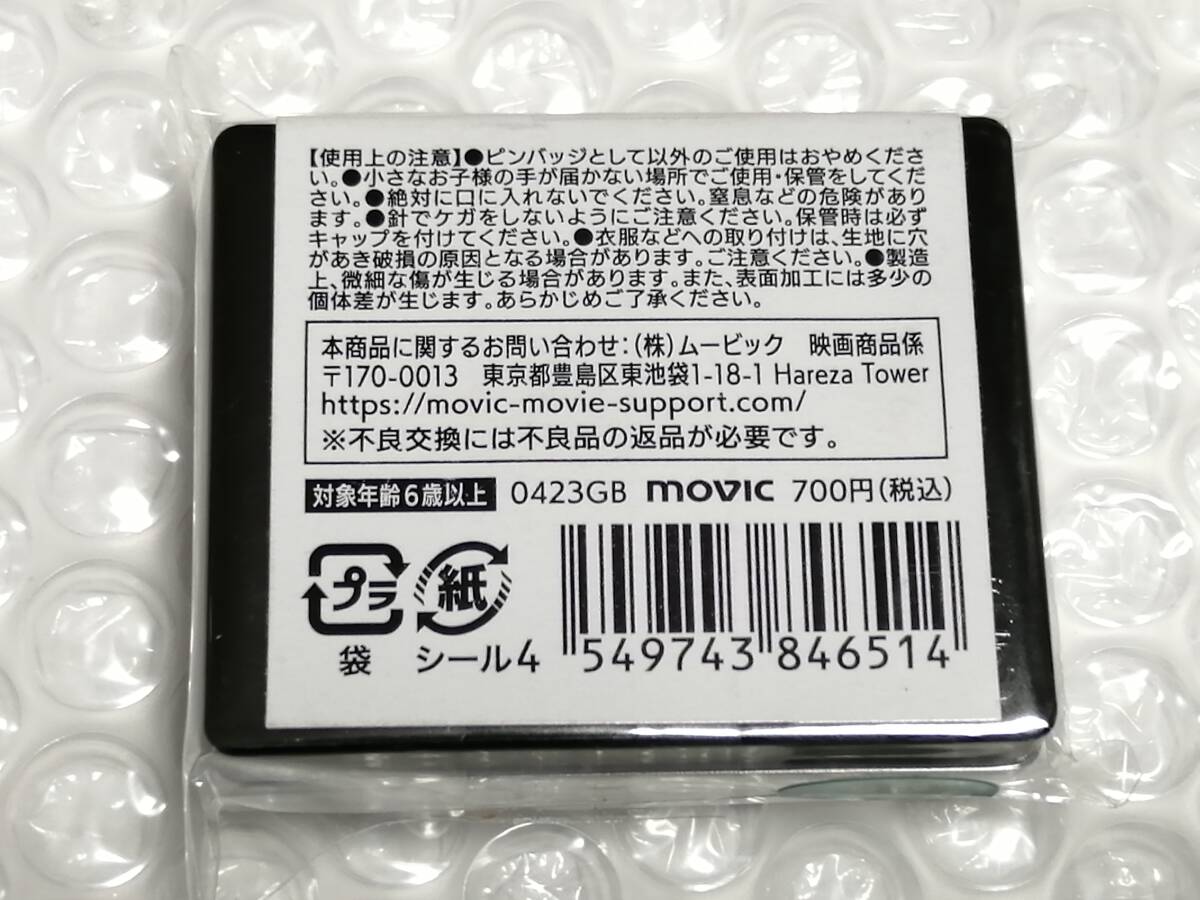 【使用上の注意】●ピンバッジとして以外のご使用はおやめくださ
い。●小さなお子様の手が届かない場所でご使用・保管をしてくだ
さい。●絶対に口に入れないでください。窒息などの危険があり
ます。●針でケガをしないようにご注意ください。保管時は必ず
キャップを付けてください。●衣服などへの取り付けは、生地に穴
があき破損の原因となる場合があります。ご注意ください。●製造
上、微細な傷が生じる場合があります。また、表面加工には多少の
個体差が生じます。あらかじめご了承ください。
本商品に関するお問い合わせ：(株)ムービック 映画商品係
〒170-0013 東京都豊島区東池袋1-18-1 Hareza Tower
https://movic-movie-support.com/
※不良交換には不良品の返品が必要です。
対象年齢6歳以上 0423GB movic 700円(税込)
プラ 紙
袋 シール4 549743 846514